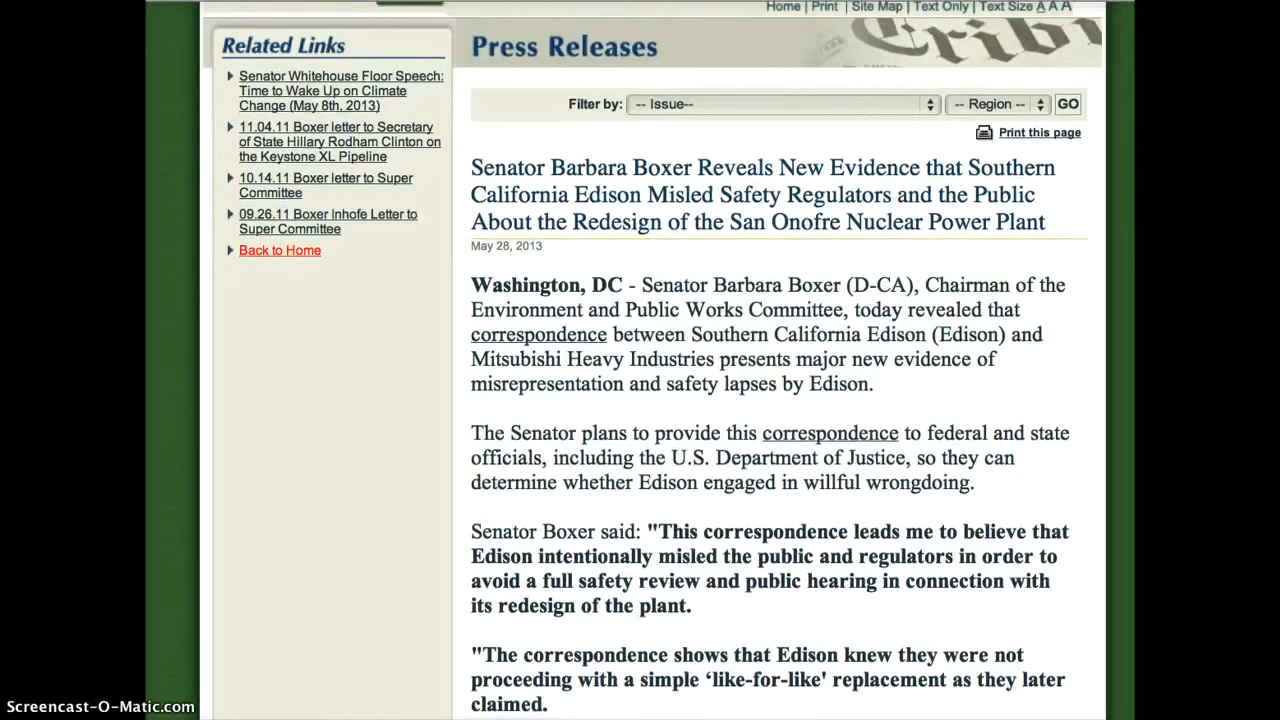 Home | Print | Site Map | Text Only | Text Size A A A
Related Links
Senator Whitehouse Floor Speech:
Time to Wake Up on Climate
Change (May 8th, 2013)
11.04.11 Boxer letter to Secretary
of State Hillary Rodham Clinton on
the Keystone XL Pipeline
10.14.11 Boxer letter to Super
Committee
09.26.11 Boxer Inhofe Letter to
Super Committee
Back to Home
Press Releases
Filter by: -- Issue-- -- Region -- GO
Print this page
Senator Barbara Boxer Reveals New Evidence that Southern
California Edison Misled Safety Regulators and the Public
About the Redesign of the San Onofre Nuclear Power Plant
May 28, 2013
Washington, DC - Senator Barbara Boxer (D-CA), Chairman of the
Environment and Public Works Committee, today revealed that
correspondence between Southern California Edison (Edison) and
Mitsubishi Heavy Industries presents major new evidence of
misrepresentation and safety lapses by Edison.
The Senator plans to provide this correspondence to federal and state
officials, including the U.S. Department of Justice, so they can
determine whether Edison engaged in willful wrongdoing.
Senator Boxer said: "This correspondence leads me to believe that
Edison intentionally misled the public and regulators in order to
avoid a full safety review and public hearing in connection with
its redesign of the plant.
"The correspondence shows that Edison knew they were not
proceeding with a simple ‘like-for-like' replacement as they later
claimed.
Screencast-O-Matic.com